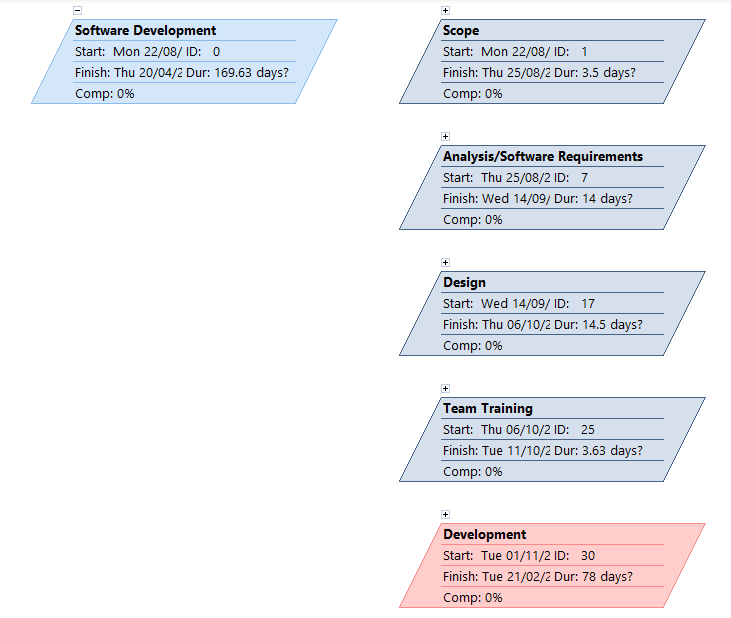 Software Development
Start: Mon 22/08/ ID: 0
Finish: Thu 20/04/2 Dur: 169.63 days?
Comp: 0%
Scope
Start: Mon 22/08/ ID: 1
Finish: Thu 25/08/2 Dur: 3.5 days?
Comp: 0%
Analysis/Software Requirements
Start: Thu 25/08/2 ID: 7
Finish: Wed 14/09/ Dur: 14 days?
Comp: 0%
Design
Start: Wed 14/09/ ID: 17
Finish: Thu 06/10/2 Dur: 14.5 days?
Comp: 0%
Team Training
Start: Thu 06/10/2 ID: 25
Finish: Tue 11/10/2 Dur: 3.63 days?
Comp: 0%
Development
Start: Tue 01/11/2 ID: 30
Finish: Tue 21/02/2 Dur: 78 days?
Comp: 0%